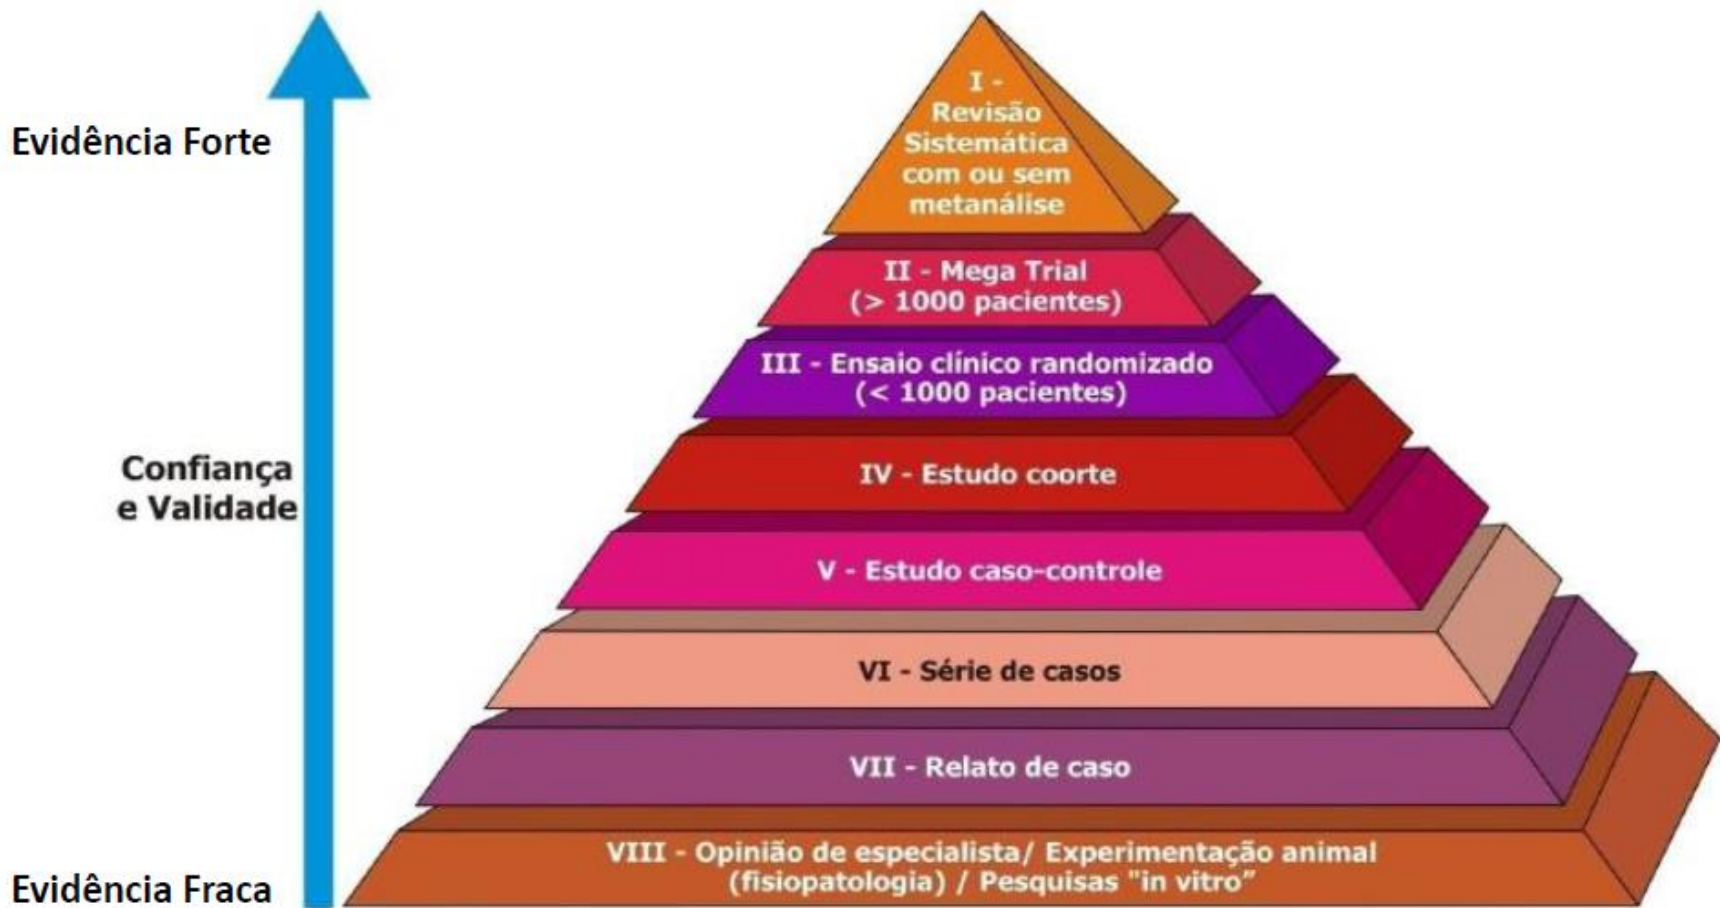 Evidência Forte
Confiança
e Validade
Evidência Fraca
I -
Revisão
Sistemática
com ou sem
metanálise
II - Mega Trial
(> 1000 pacientes)
III - Ensaio clínico randomizado
(< 1000 pacientes)
IV - Estudo coorte
V - Estudo caso-controle
VI - Série de casos
VII - Relato de caso
VIII - Opinião de especialista/ Experimentação animal
(fisiopatologia) / Pesquisas "in vitro”